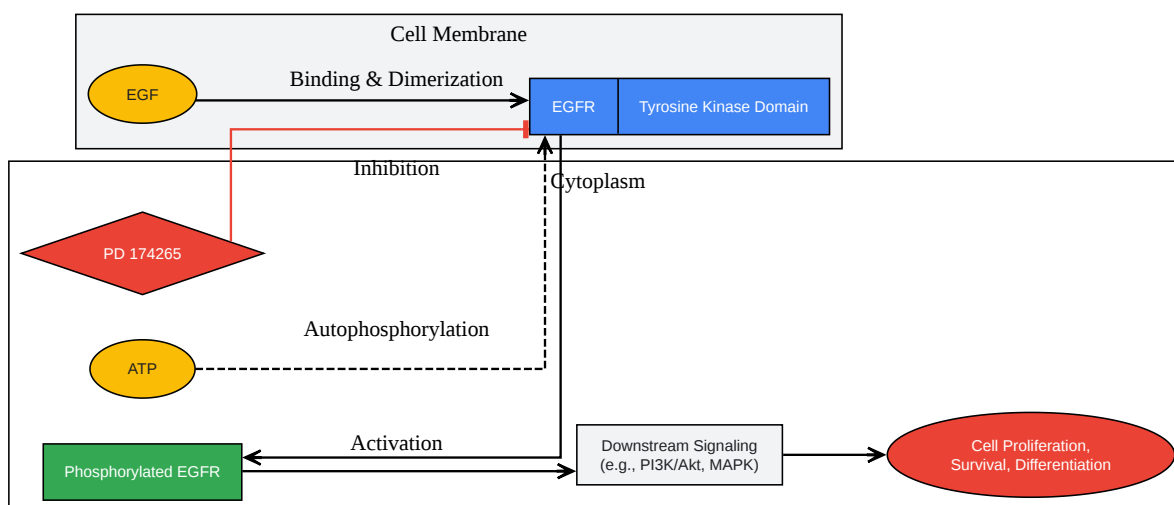 Cell Membrane
Binding & Dimerization
EGF
EGFR
Tyrosine Kinase Domain
Inhibition
Cytoplasm
PD 174265
Autophosphorylation
ATP
Activation
Phosphorylated EGFR
Downstream Signaling
(e.g., PI3K/Akt, MAPK)
Cell Proliferation,
Survival, Differentiation